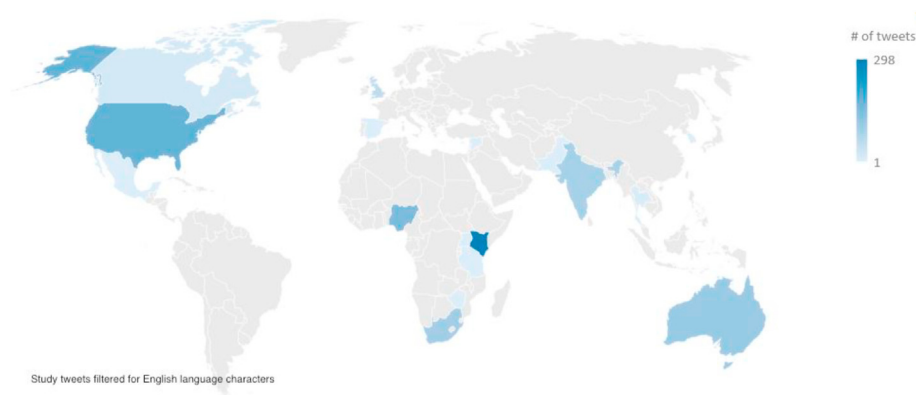 # of tweets
298
1
Study tweets filtered for English language characters